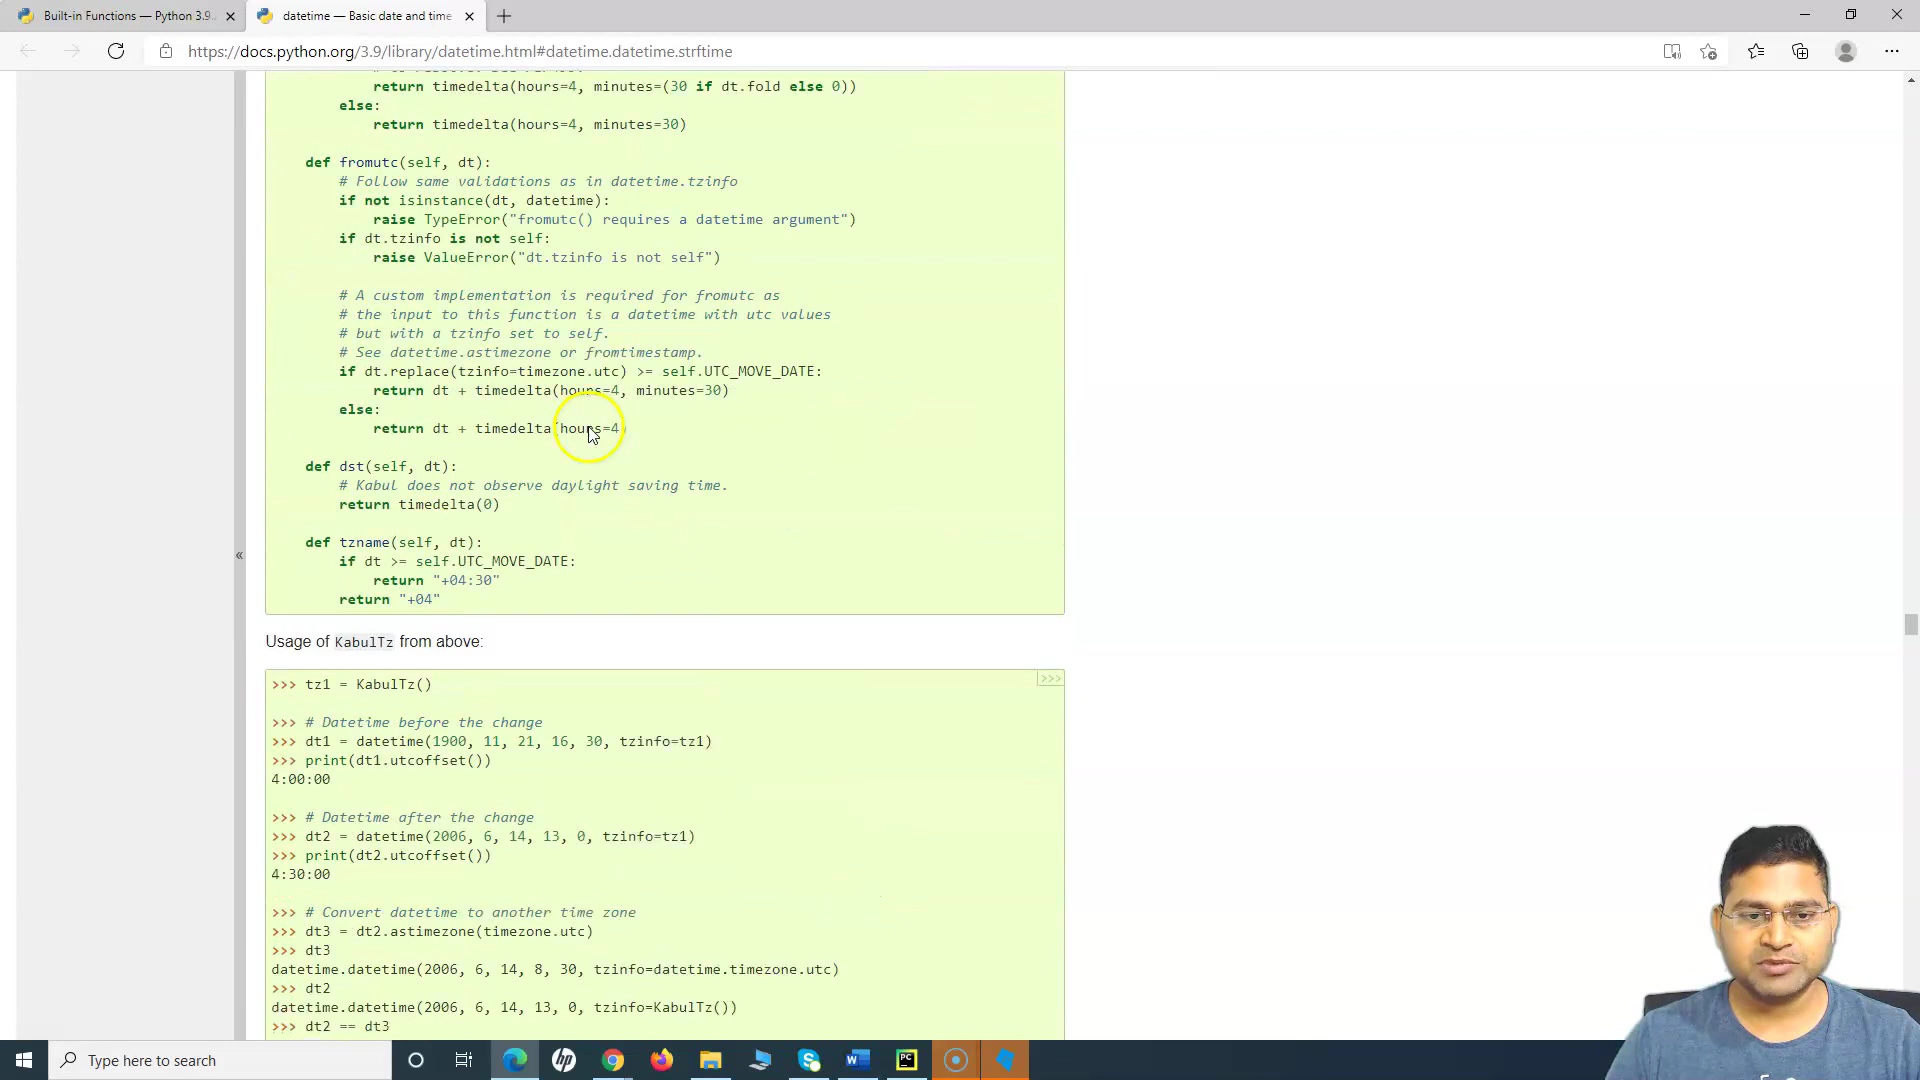 Built-in Functions — Python 3.9.
datetime — Basic date and time
https://docs.python.org/3.9/library/datetime.html#datetime.datetime.strftime
return timedelta(hours=4, minutes=(30 if dt.fold else 0))
else:
return timedelta(hours=4, minutes=30)
def fromutc(self, dt):
# Follow same validations as in datetime.tzinfo
if not isinstance(dt, datetime):
raise TypeError("fromutc() requires a datetime argument")
if dt.tzinfo is not self:
raise ValueError("dt.tzinfo is not self")
# A custom implementation is required for fromutc as
# the input to this function is a datetime with utc values
# but with a tzinfo set to self.
# See datetime.astimezone or fromtimestamp.
if dt.replace(tzinfo=timezone.utc) >= self.UTC_MOVE_DATE:
return dt + timedelta(hours=4, minutes=30)
else:
return dt + timedelta(hours=4)
def dst(self, dt):
# Kabul does not observe daylight saving time.
return timedelta(0)
def tzname(self, dt):
if dt >= self.UTC_MOVE_DATE:
return "+04:30"
return "+04"
«
Usage of KabulTz from above:
>>>
>>> tz1 = KabulTz()
>>> # Datetime before the change
>>> dt1 = datetime(1900, 11, 21, 16, 30, tzinfo=tz1)
>>> print(dt1.utcoffset())
4:00:00
>>> # Datetime after the change
>>> dt2 = datetime(2006, 6, 14, 13, 0, tzinfo=tz1)
>>> print(dt2.utcoffset())
4:30:00
>>> # Convert datetime to another time zone
>>> dt3 = dt2.astimezone(timezone.utc)
>>> dt3
datetime.datetime(2006, 6, 14, 8, 30, tzinfo=datetime.timezone.utc)
>>> dt2
datetime.datetime(2006, 6, 14, 13, 0, tzinfo=KabulTz())
>>> dt2 == dt3
Type here to search
hp
W
PC